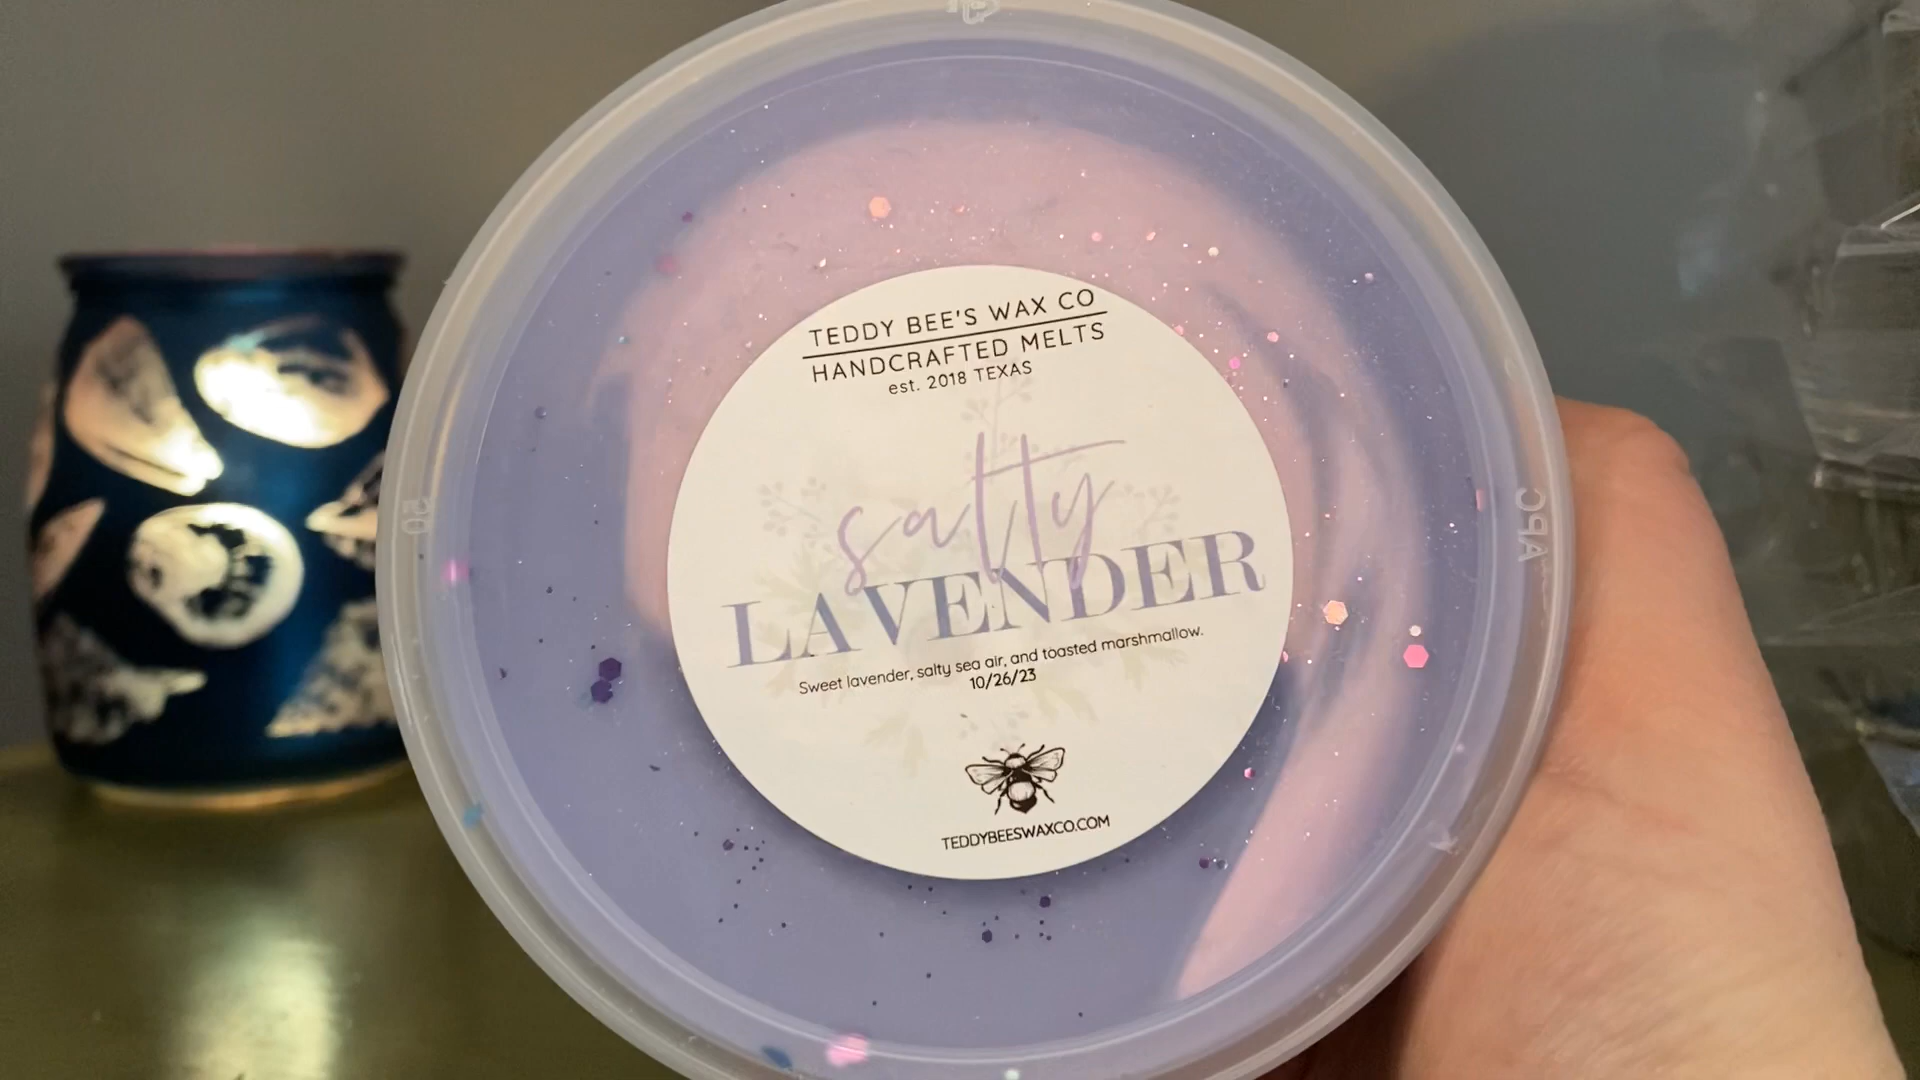 TEDDY BEE'S WAX CO
HANDCRAFTED MELTS
est. 2018 TEXAS
salty
LAVENDER
Sweet lavender, salty sea air, and toasted marshmallow.
10/26/23
TEDDYBEESWAXCO.COM